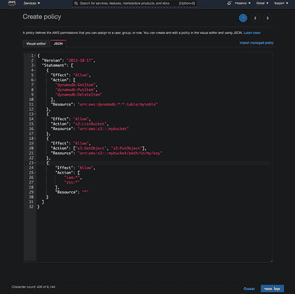 aws
Services
Search for services, features, marketplace products, and docs
[Option+S]
Global
Support
Create policy
1
2
3
A policy defines the AWS permissions that you can assign to a user, group, or role. You can create and edit a policy in the visual editor and using JSON. Learn more
Visual editor
JSON
Import managed policy
1 {
2 "Version": "2012-10-17",
3 "Statement": [
4 {
5 "Effect": "Allow",
6 "Action": [
7 "dynamodb:GetItem",
8 "dynamodb:PutItem",
9 "dynamodb:DeleteItem"
10 ],
11 "Resource": "arn:aws:dynamodb:*:*:table/mytable"
12 },
13 {
14 "Effect": "Allow",
15 "Action": "s3:ListBucket",
16 "Resource": "arn:aws:s3:::mybucket"
17 },
18 {
19 "Effect": "Allow",
20 "Action": ["s3:GetObject", "s3:PutObject"],
21 "Resource": "arn:aws:s3:::mybucket/path/to/my/key"
22 },
23 {
24 "Effect": "Allow",
25 "Action": [
26
27
28 ],
29 "Resource": "*"
30 }
31 ]
32 }
Character count:
Cancel
Next: Tags